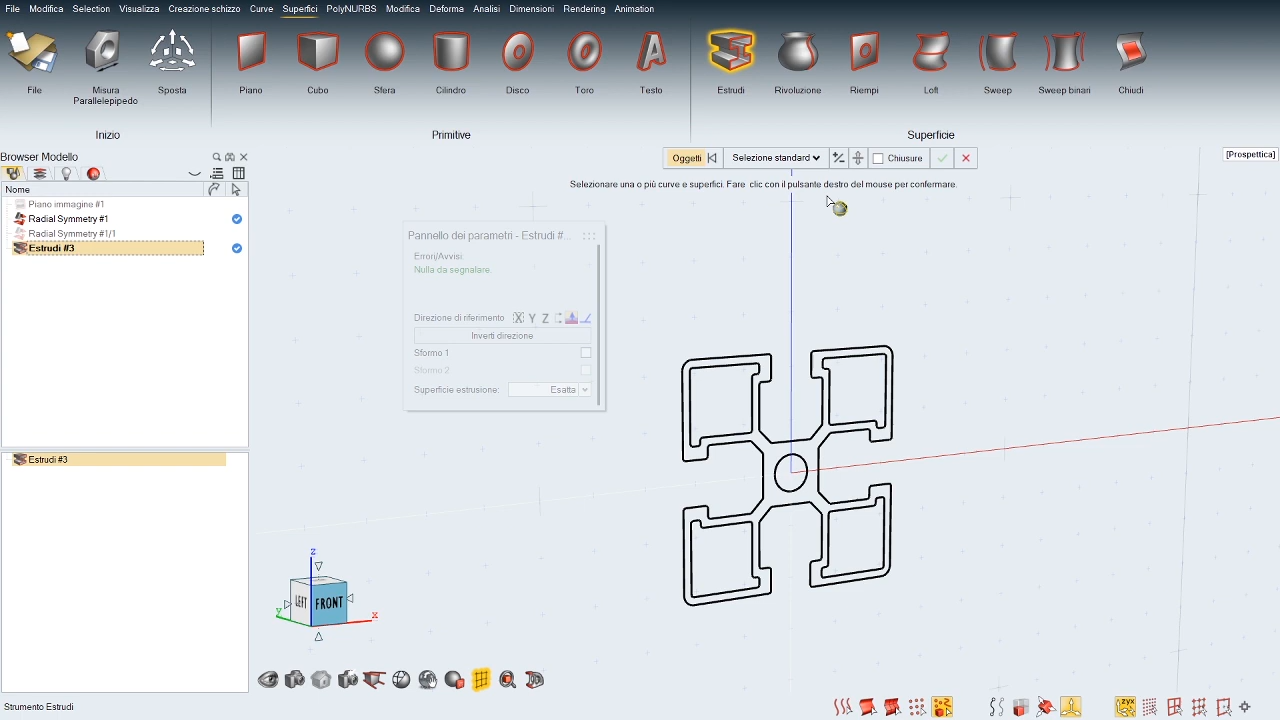 File Modifica Selection Visualizza Creazione schizzo Curve Superfici PolyNURBS Modifica Deforma Analisi Dimensioni Rendering Animation
File Misura Parallelepipedo Sposta Piano Cubo Sfera Cilindro Disco Toro Testo Estrudi Rivoluzione Riempi Loft Sweep Sweep binari Chiudi
Inizio Primitive Superficie
Browser Modello
Oggetti Selezione standard Chiusure
[Prospettica]
Selezionare una o più curve e superfici. Fare clic con il pulsante destro del mouse per confermare.
Nome
Piano immagine #1
Radial Symmetry #1
Radial Symmetry #1/1
Estrudi #3
Pannello dei parametri - Estrudi #...
Errori/Avvisi:
Nulla da segnalare.
Direzione di riferimento X Y Z
Inverti direzione
Sformo 1
Sformo 2
Superficie estrusione: Esatta
Estrudi #3
z
LEFT FRONT
y x
zyx
Strumento Estrudi